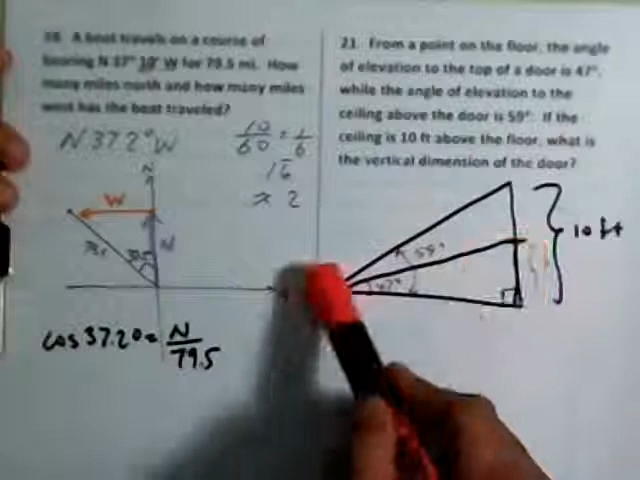 A boat travels on a course of
bearing N 37° 10' W for 79.5 mi. How
many miles north and how many miles
west has the boat traveled?
N 37.2° W
10/60 = 1/6
.16
≈ .2
N
W
N
cos 37.2° = N/79.5
21. From a point on the floor, the angle
of elevation to the top of a door is 47°,
while the angle of elevation to the
ceiling above the door is 59°. If the
ceiling is 10 ft above the floor, what is
the vertical dimension of the door?
59°
47°
10 ft